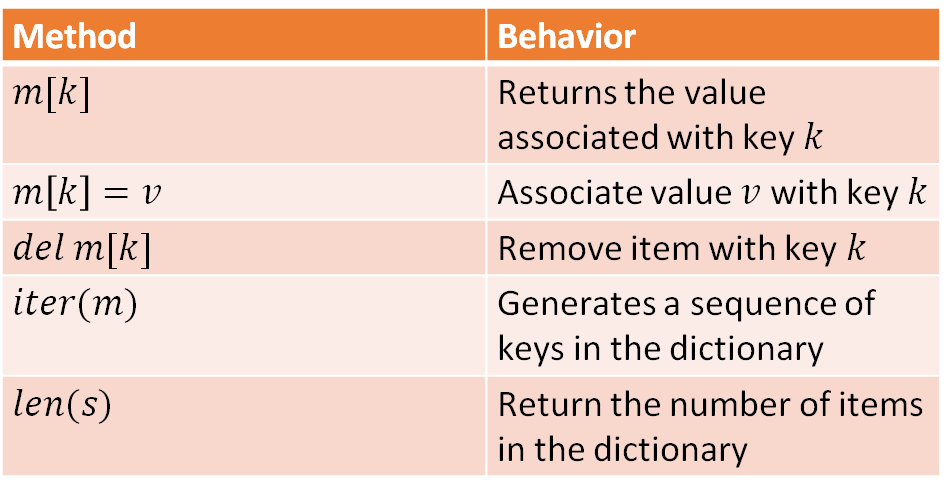 Method Behavior
m[k] Returns the value
associated with key k
m[k] = v Associate value v with key k
del m[k] Remove item with key k
iter(m) Generates a sequence of
keys in the dictionary
len(s) Return the number of items
in the dictionary